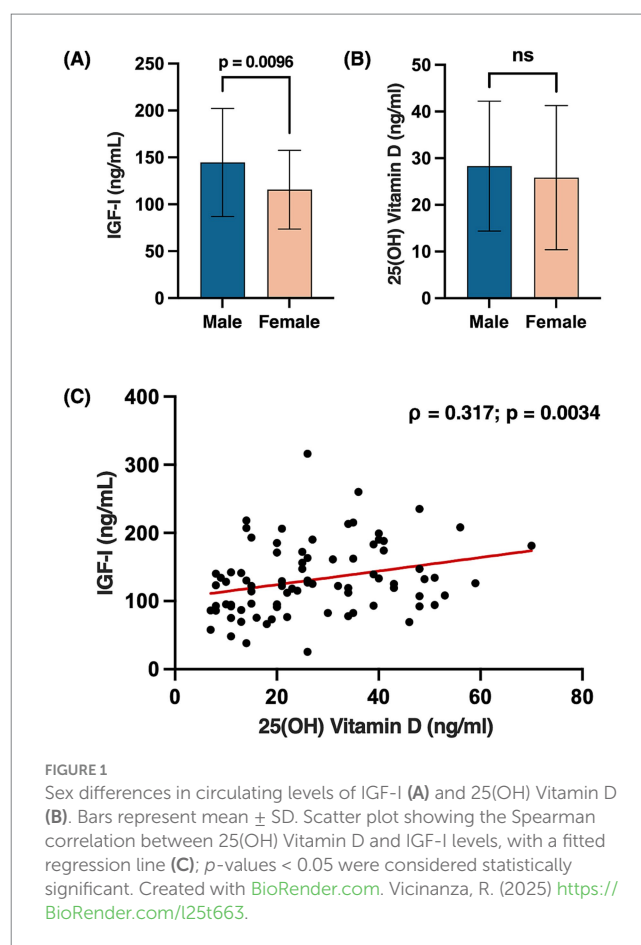 (A)
p = 0.0096
IGF-I (ng/mL)
250
200
150
100
50
0
Male Female
(B)
ns
25(OH) Vitamin D (ng/ml)
50
40
30
20
10
0
Male Female
(C)
ρ = 0.317; p = 0.0034
IGF-I (ng/mL)
400
300
200
100
0
0 20 40 60 80
25(OH) Vitamin D (ng/ml)
FIGURE 1
Sex differences in circulating levels of IGF-I (A) and 25(OH) Vitamin D
(B). Bars represent mean ± SD. Scatter plot showing the Spearman
correlation between 25(OH) Vitamin D and IGF-I levels, with a fitted
regression line (C); p-values < 0.05 were considered statistically
significant. Created with BioRender.com. Vicinanza, R. (2025) https://
BioRender.com/l25t663.